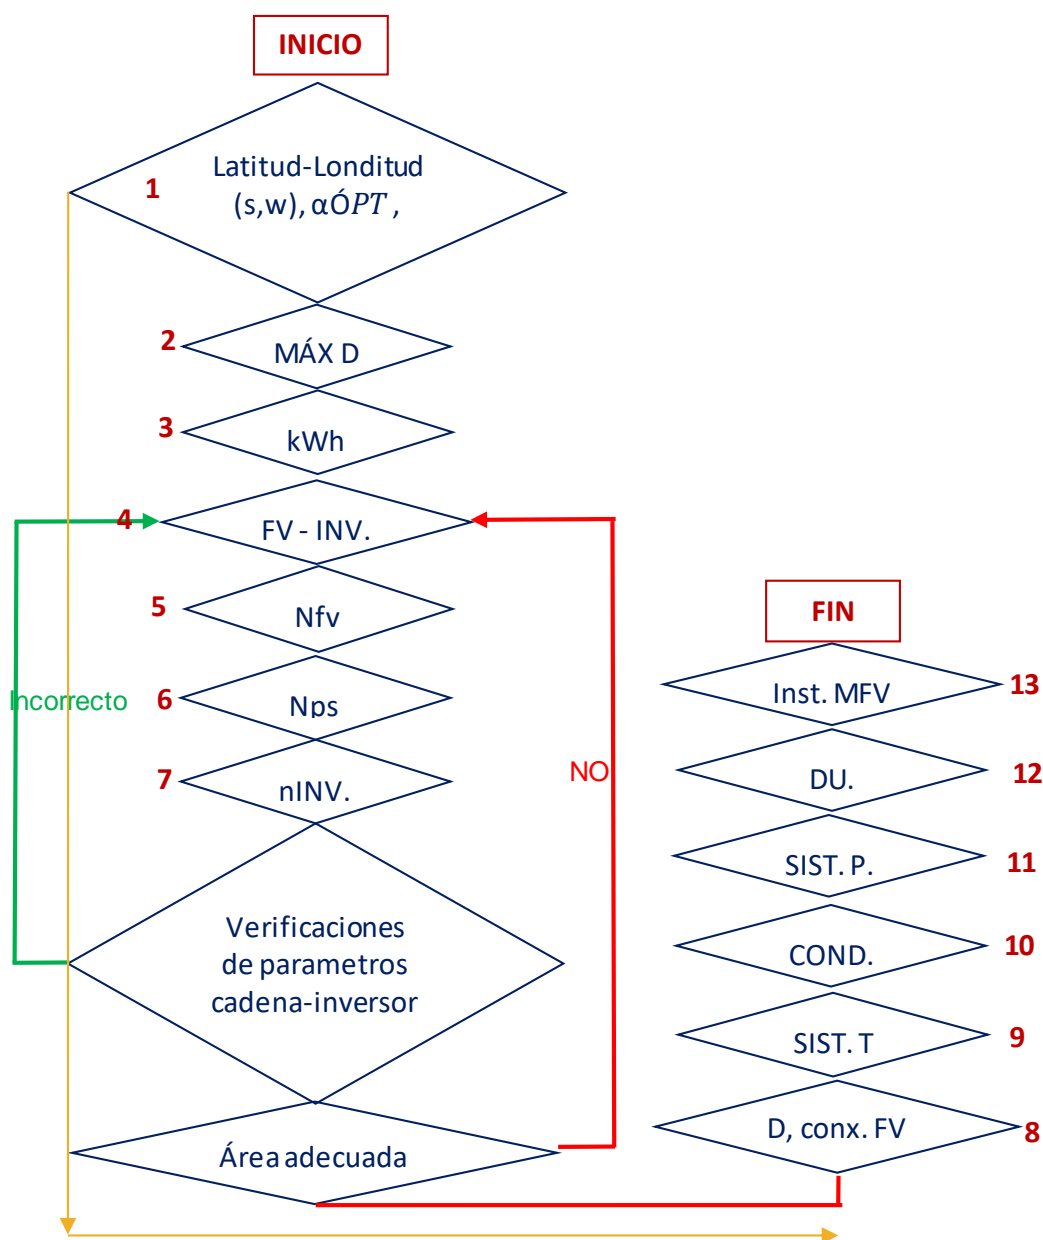 INICIO
1
Latitud-Londitud
(s,w), αÓPT ,
2
MÁX D
3
kWh
4
FV - INV.
5
Nfv
6
Nps
7
nINV.
Incorrecto
NO
Verificaciones
de parametros
cadena-inversor
Área adecuada
FIN
Inst. MFV
13
DU.
12
SIST. P.
11
COND.
10
SIST. T
9
D, conx. FV
8